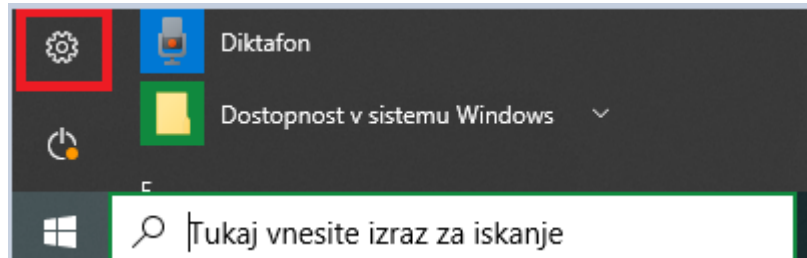 Diktafon
Dostopnost v sistemu Windows
Tukaj vnesite izraz za iskanje